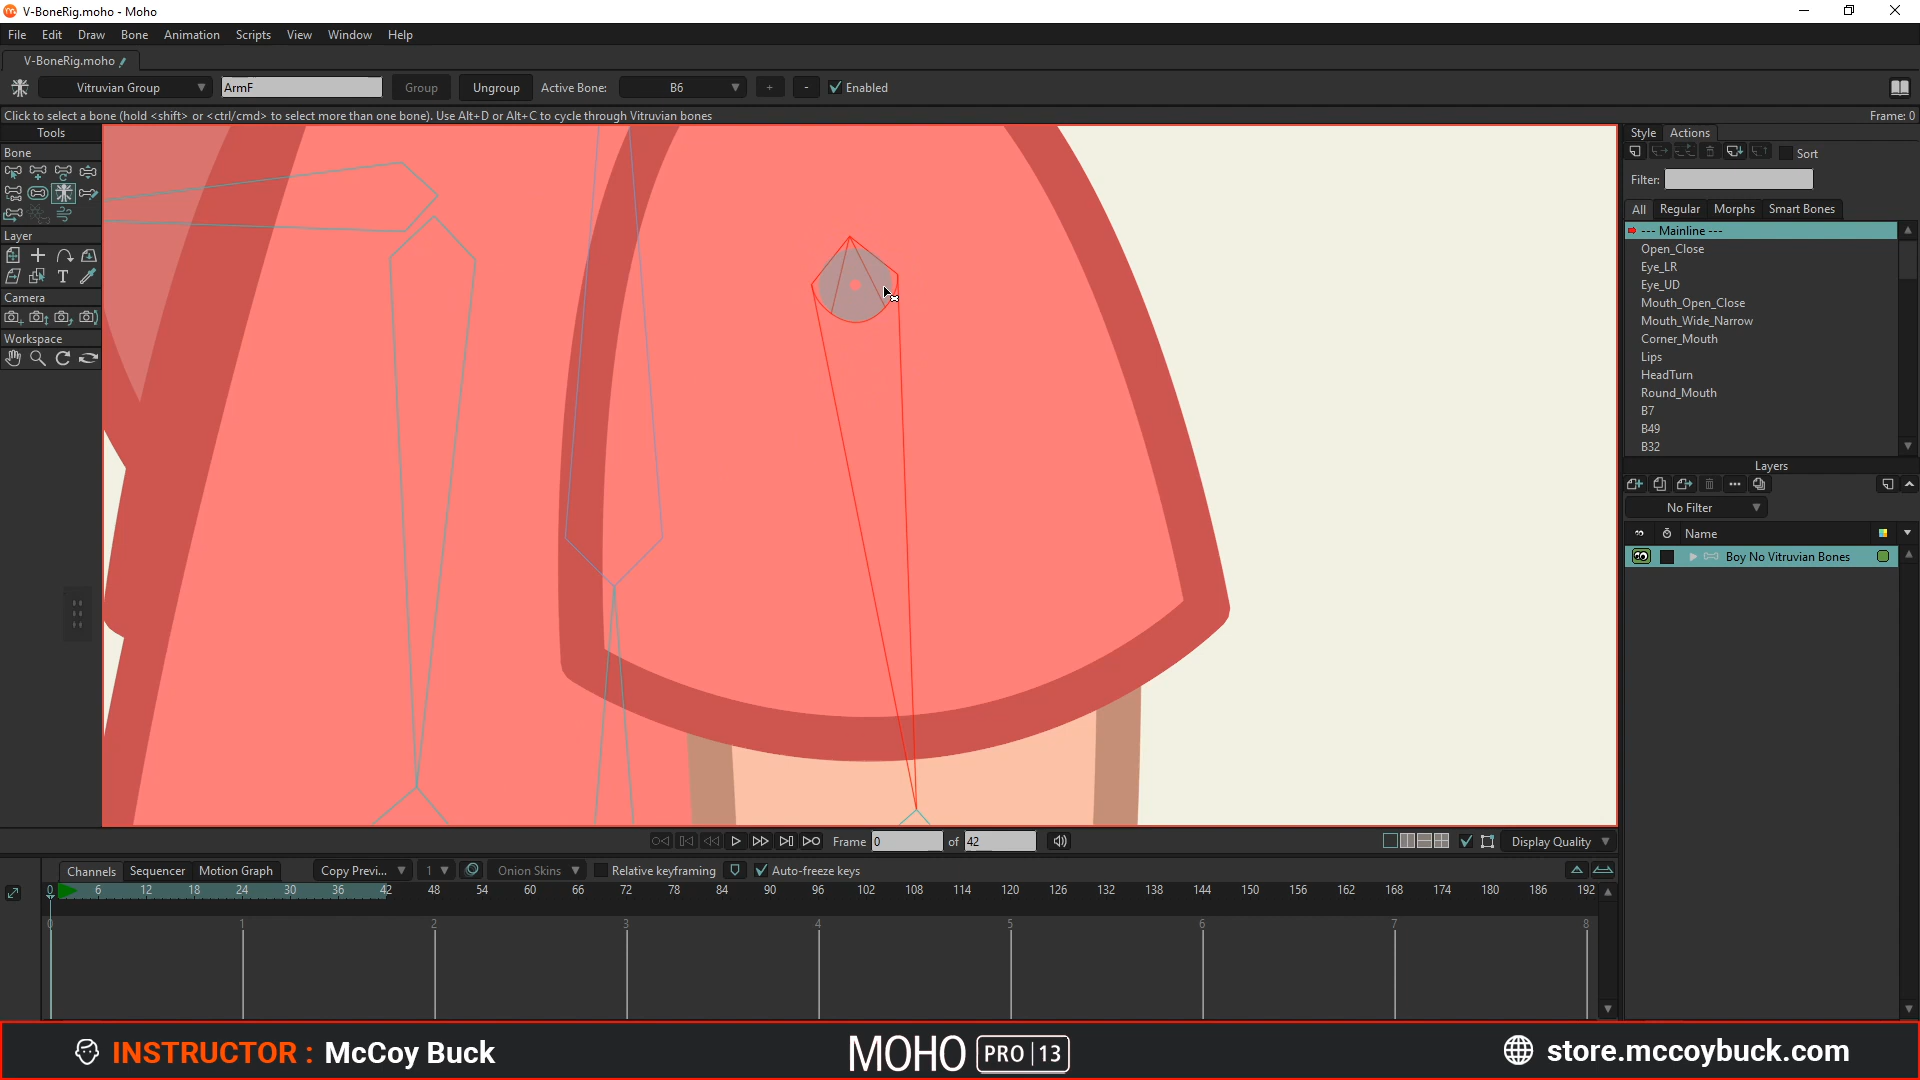 V-BoneRig.moho - Moho
File Edit Draw Bone Animation Scripts View Window Help
V-BoneRig.moho
Vitruvian Group ArmF Group Ungroup Active Bone: B6 + - Enabled
Click to select a bone (hold <shift> or <ctrl/cmd> to select more than one bone). Use Alt+D or Alt+C to cycle through Vitruvian bones Frame: 0
Tools
Bone
Layer
Camera
Workspace
Style Actions
Sort
Filter:
All Regular Morphs Smart Bones
--- Mainline ---
Open_Close
Eye_LR
Eye_UD
Mouth_Open_Close
Mouth_Wide_Narrow
Corner_Mouth
Lips
HeadTurn
Round_Mouth
B7
B49
B32
Layers
No Filter
Name
Boy No Vitruvian Bones
Frame 0 of 42 Display Quality
Channels Sequencer Motion Graph Copy Previ... 1 Onion Skins Relative keyframing Auto-freeze keys
0 6 12 18 24 30 36 42 48 54 60 66 72 78 84 90 96 102 108 114 120 126 132 138 144 150 156 162 168 174 180 186 192
0 1 2 3 4 5 6 7 8
INSTRUCTOR : McCoy Buck MOHO PRO 13 store.mccoybuck.com